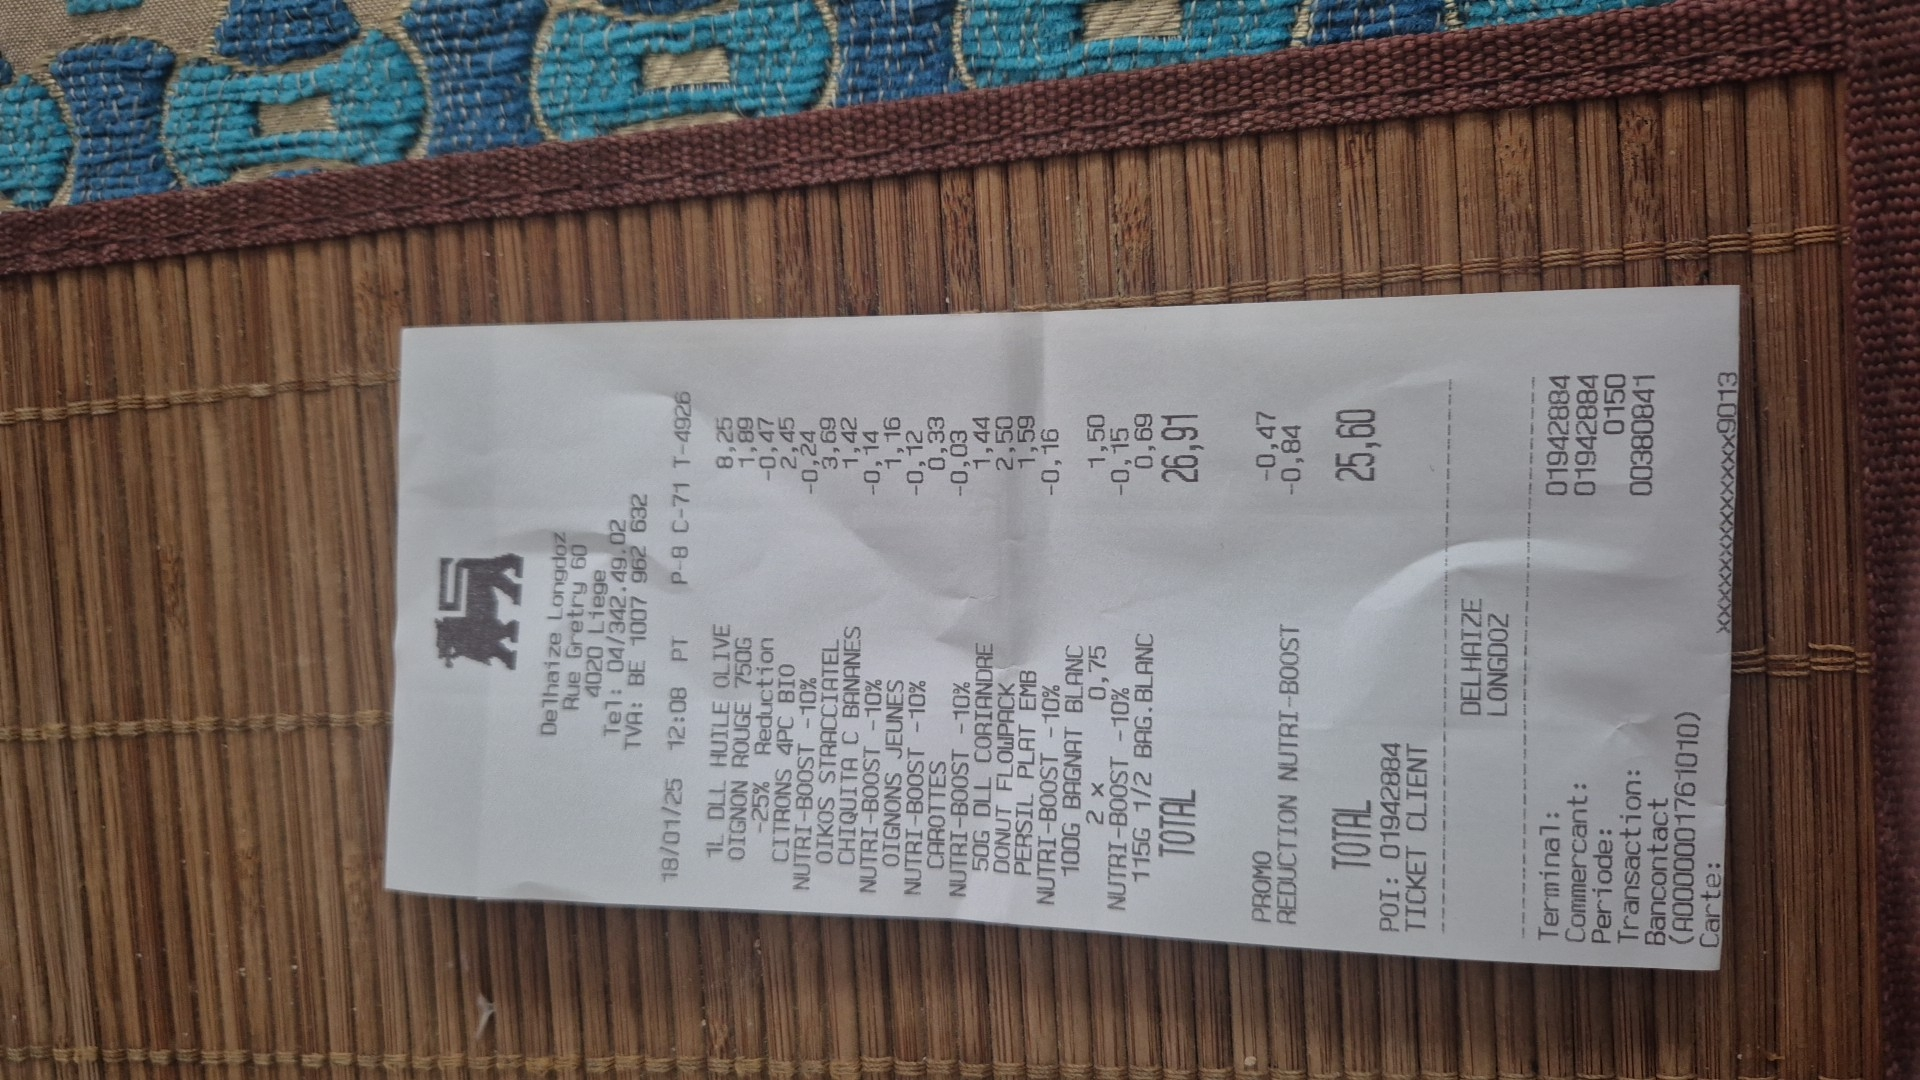 Delhaize Longdoz
Rue Gretry 60
4020 Liege
Tel: 04/342.49.02
TVA: BE 1007 962 632
18/01/25 12:08 PT P-8 C-71 T-4926
1L DLL HUILE OLIVE 8,25
OIGNON ROUGE 750G 1,89
-25% Reduction -0,47
CITRONS 4PC BIO 2,45
NUTRI-BOOST -10% -0,24
OIKOS STRACCIATEL 3,69
CHIQUITA C BANANES 1,42
NUTRI-BOOST -10% -0,14
OIGNONS JEUNES 1,16
NUTRI-BOOST -10% -0,12
CAROTTES 0,33
NUTRI-BOOST -10% -0,03
50G DLL CORIANDRE 1,44
DONUT FLOWPACK 2,50
PERSIL PLAT EMB 1,59
NUTRI-BOOST -10% -0,16
100G BAGNAT BLANC
2 x 0,75 1,50
NUTRI-BOOST -10% -0,15
115G 1/2 BAG.BLANC 0,69
TOTAL 26,91
PROMO -0,47
REDUCTION NUTRI-BOOST -0,84
TOTAL 25,60
POI: 01942884
TICKET CLIENT
DELHAIZE
LONGDOZ
Terminal: 01942884
Commercant: 01942884
Periode: 0150
Transaction: 00380841
Bancontact
(A0000001761010)
Carte: xxxxxxxxxxxxxxx9013